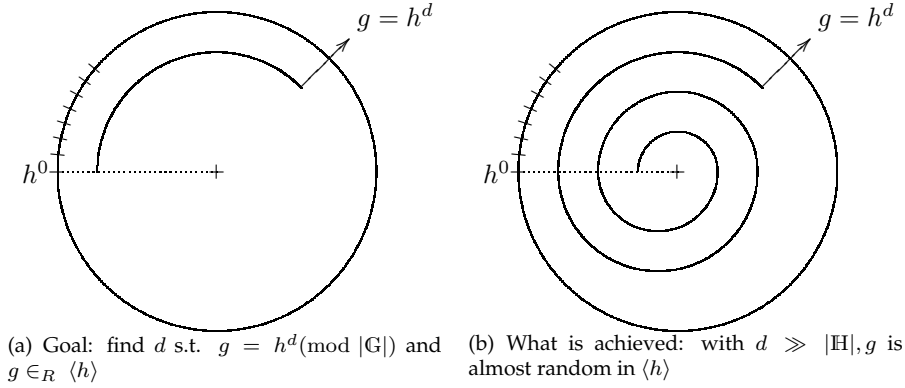 g = h^d
h^0
g = h^d
h^0
(a) Goal: find d s.t. g = h^d(mod |𝔾|) and
g ∈_R ⟨h⟩
(b) What is achieved: with d ≫ |ℍ|, g is
almost random in ⟨h⟩